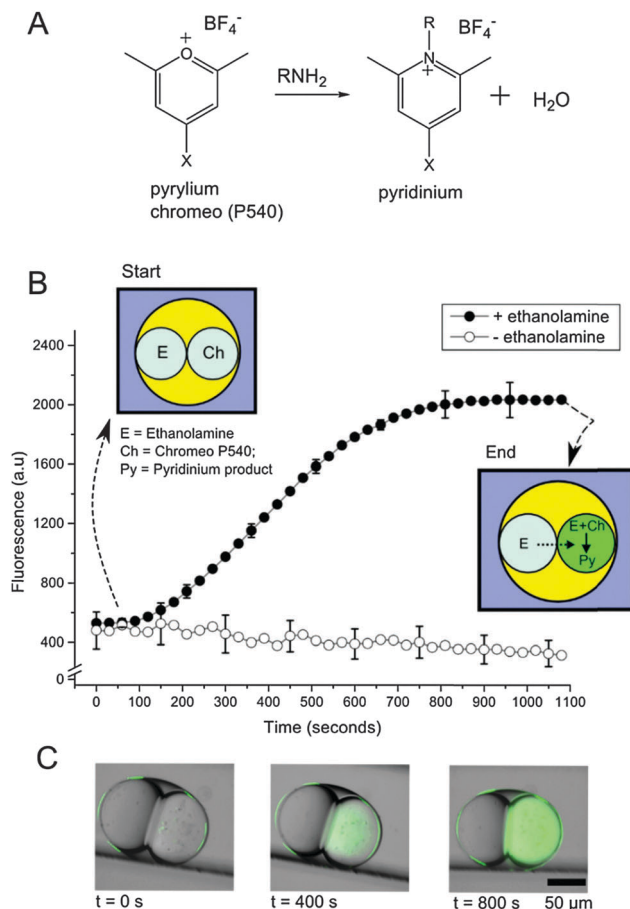 A
BF₄⁻
O
+
RNH₂
X
pyrylium
chromeo (P540)
R
BF₄⁻
N
+
X
pyridinium
+
H₂O
B
Start
E
Ch
E = Ethanolamine
Ch = Chromeo P540;
Py = Pyridinium product
+ ethanolamine
- ethanolamine
End
E
E+Ch
Py
Fluorescence (a.u)
2400
2000
1600
1200
800
600
400
0
0 100 200 300 400 500 600 700 800 900 1000 1100
Time (seconds)
C
t = 0 s
t = 400 s
t = 800 s
50 µm